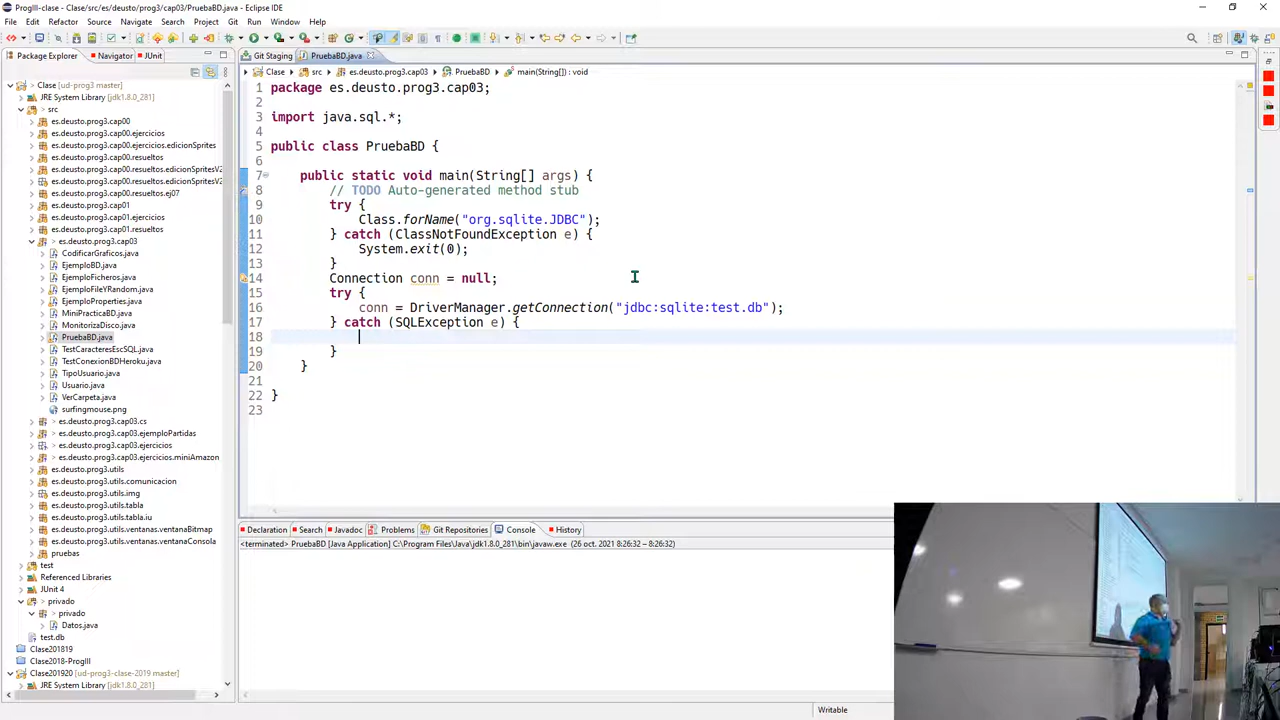 ProgIII-clase - Clase/src/es/deusto/prog3/cap03/PruebaBD.java - Eclipse IDE
File Edit Refactor Source Navigate Search Project Git Run Window Help
Package Explorer Navigator JUnit
Clase [ud-prog3 master]
JRE System Library [jdk1.8.0_281]
src
es.deusto.prog3.cap00
es.deusto.prog3.cap00.ejercicios
es.deusto.prog3.cap00.ejercicios.edicionSprites
es.deusto.prog3.cap00.resueltos.edicionSprites
es.deusto.prog3.cap00.resueltos.edicionSpritesV2
es.deusto.prog3.cap00.resueltos.ej07
es.deusto.prog3.cap01
es.deusto.prog3.cap01.ejercicios
es.deusto.prog3.cap01.resueltos
> es.deusto.prog3.cap03
CodificarGraficos.java
EjemploBD.java
EjemploFicheros.java
EjemploFileYRandom.java
EjemploProperties.java
MiniPracticaBD.java
MonitorizaDisco.java
PruebaBD.java
TestCaracteresEscSQL.java
TestConexionBDHeroku.java
TipoUsuario.java
Usuario.java
VerCarpeta.java
surfingmouse.png
> es.deusto.prog3.cap03.cs
> es.deusto.prog3.cap03.ejemploPartidas
> es.deusto.prog3.cap03.ejercicios
> es.deusto.prog3.cap03.ejercicios.miniAmazon
> es.deusto.prog3.utils
es.deusto.prog3.utils.comunicacion
es.deusto.prog3.utils.img
es.deusto.prog3.utils.tabla
es.deusto.prog3.utils.tabla.iu
es.deusto.prog3.utils.ventanas.ventanaBitmap
es.deusto.prog3.utils.ventanas.ventanaConsola
> pruebas
test
Referenced Libraries
JUnit 4
> privado
> privado
Datos.java
test.db
Clase201819
Clase2018-ProgIII
Clase201920 [ud-prog3-clase-2019 master]
JRE System Library [jdk1.8.0_281]
Git Staging PruebaBD.java
Clase src es.deusto.prog3.cap03 PruebaBD main(String[]) : void
1 package es.deusto.prog3.cap03;
2
3 import java.sql.*;
4
5 public class PruebaBD {
6
7 public static void main(String[] args) {
8 // TODO Auto-generated method stub
9 try {
10 Class.forName("org.sqlite.JDBC");
11 } catch (ClassNotFoundException e) {
12 System.exit(0);
13 }
14 Connection conn = null;
15 try {
16 conn = DriverManager.getConnection("jdbc:sqlite:test.db");
17 } catch (SQLException e) {
18
19 }
20 }
21
22 }
23
Declaration Search Javadoc Problems Git Repositories Console History
<terminated> PruebaBD [Java Application] C:\Program Files\Java\jdk1.8.0_281\bin\javaw.exe (26 oct. 2021 8:26:32 – 8:26:32)
Writable